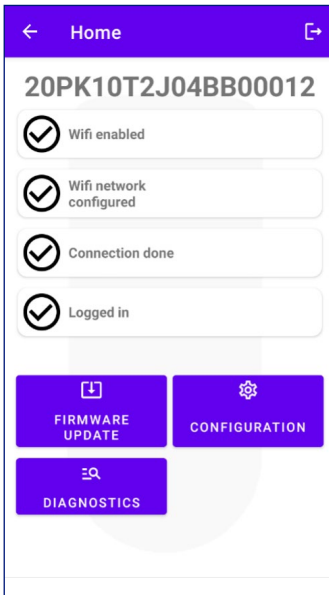 Home
20PK10T2J04BB00012
Wifi enabled
Wifi network
configured
Connection done
Logged in
FIRMWARE
UPDATE
CONFIGURATION
DIAGNOSTICS